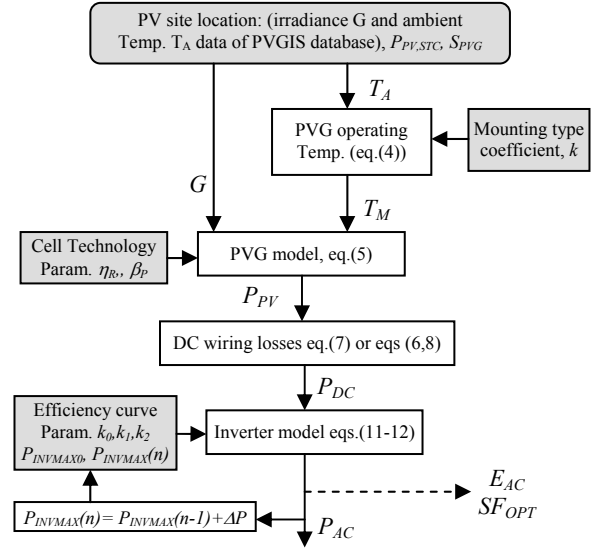 PV site location: (irradiance G and ambient
Temp. T_A data of PVGIS database), P_PV,STC, S_PVG
T_A
PVG operating
Temp. (eq.(4))
Mounting type
coefficient, k
G
T_M
Cell Technology
Param. η_R,, β_P
PVG model, eq.(5)
P_PV
DC wiring losses eq.(7) or eqs (6,8)
P_DC
Efficiency curve
Param. k_0,k_1,k_2
P_INVMAX0, P_INVMAX(n)
Inverter model eqs.(11-12)
E_AC
SF_OPT
P_INVMAX(n)= P_INVMAX(n-1)+ΔP
P_AC